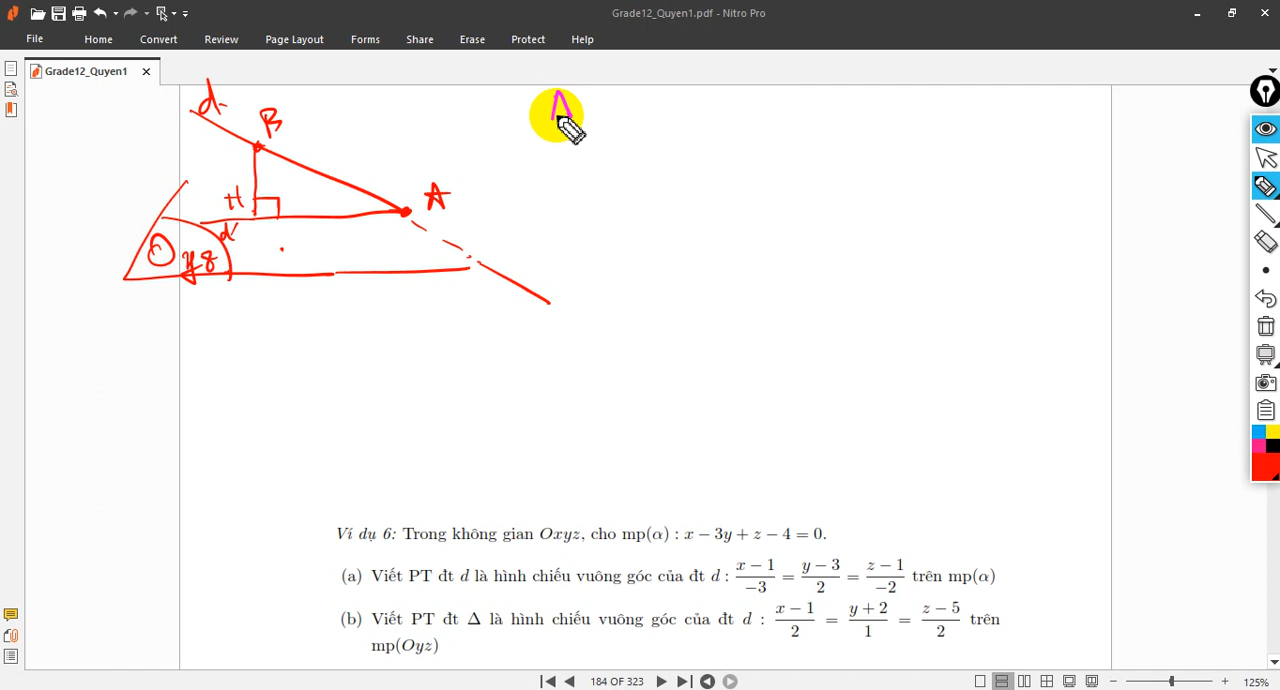 Grade12_Quyen1.pdf - Nitro Pro
File Home Convert Review Page Layout Forms Share Erase Protect Help
Grade12_Quyen1
d
B
A
H
d'
Ví dụ 6: Trong không gian Oxyz, cho mp(α) : x − 3y + z − 4 = 0.
(a) Viết PT đt d là hình chiếu vuông góc của đt d : (x − 1)/(−3) = (y − 3)/2 = (z − 1)/(−2) trên mp(α)
(b) Viết PT đt Δ là hình chiếu vuông góc của đt d : (x − 1)/2 = (y + 2)/1 = (z − 5)/2 trên
mp(Oyz)
184 OF 323
125%